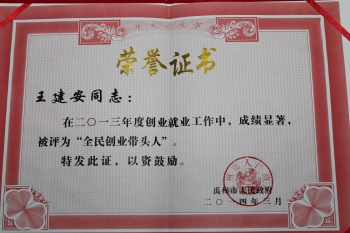 荣誉证书
王建安同志：
在二〇一三年度创业就业工作中，成绩显著，
被评为“全民创业带头人”。
特发此证，以资鼓励。
禹州市人民政府
二〇一四年三月